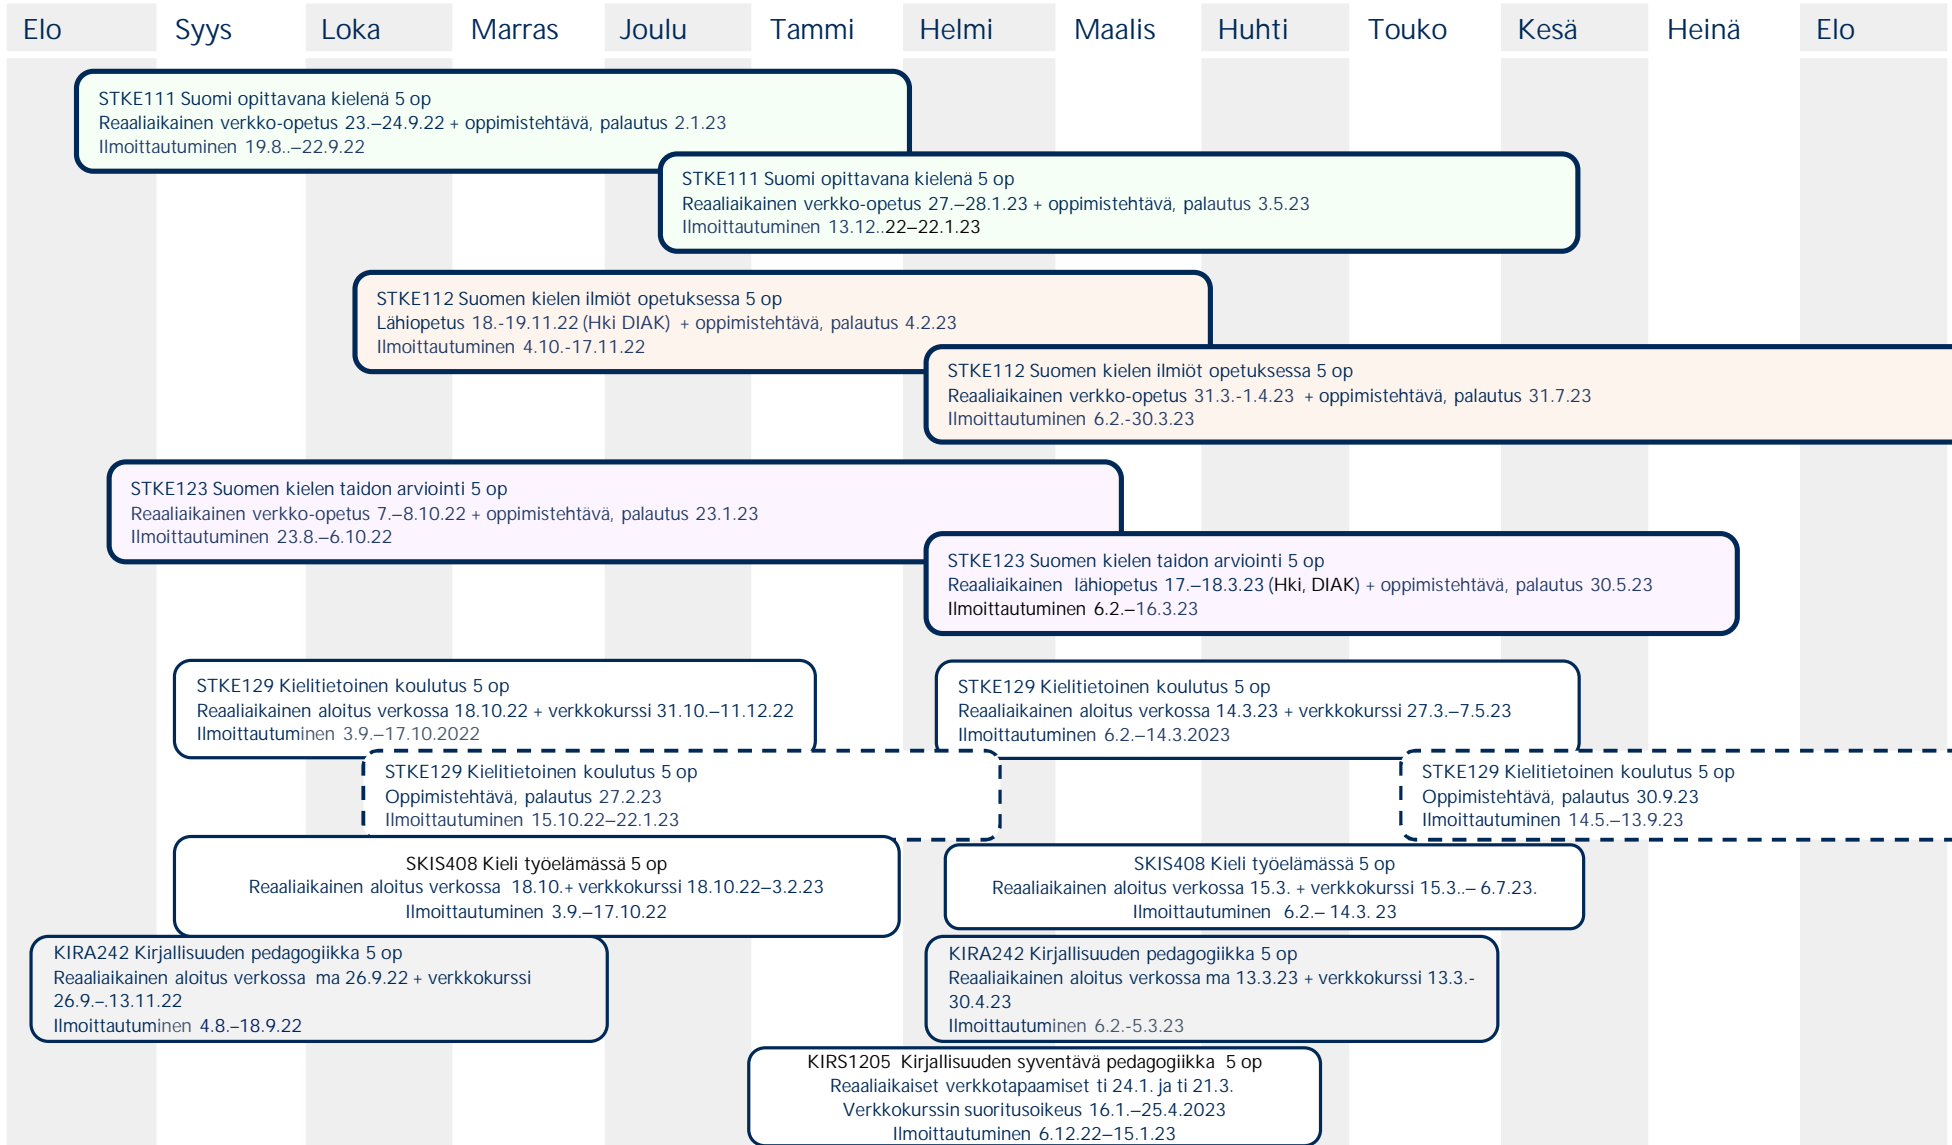 Elo Syys Loka Marras Joulu Tammi Helmi Maalis Huhti Touko Kesä Heinä Elo
STKE111 Suomi opittavana kielenä 5 op
Reaaliaikainen verkko-opetus 23.–24.9.22 + oppimistehtävä, palautus 2.1.23
Ilmoittautuminen 19.8..–22.9.22
STKE111 Suomi opittavana kielenä 5 op
Reaaliaikainen verkko-opetus 27.–28.1.23 + oppimistehtävä, palautus 3.5.23
Ilmoittautuminen 13.12..22–22.1.23
STKE112 Suomen kielen ilmiöt opetuksessa 5 op
Lähiopetus 18.-19.11.22 (Hki DIAK) + oppimistehtävä, palautus 4.2.23
Ilmoittautuminen 4.10.-17.11.22
STKE112 Suomen kielen ilmiöt opetuksessa 5 op
Reaaliaikainen verkko-opetus 31.3.-1.4.23 + oppimistehtävä, palautus 31.7.23
Ilmoittautuminen 6.2.-30.3.23
STKE123 Suomen kielen taidon arviointi 5 op
Reaaliaikainen verkko-opetus 7.–8.10.22 + oppimistehtävä, palautus 23.1.23
Ilmoittautuminen 23.8.–6.10.22
STKE123 Suomen kielen taidon arviointi 5 op
Reaaliaikainen lähiopetus 17.–18.3.23 (Hki, DIAK) + oppimistehtävä, palautus 30.5.23
Ilmoittautuminen 6.2.–16.3.23
STKE129 Kielitietoinen koulutus 5 op
Reaaliaikainen aloitus verkossa 18.10.22 + verkkokurssi 31.10.–11.12.22
Ilmoittautuminen 3.9.–17.10.2022
STKE129 Kielitietoinen koulutus 5 op
Reaaliaikainen aloitus verkossa 14.3.23 + verkkokurssi 27.3.–7.5.23
Ilmoittautuminen 6.2.–14.3.2023
STKE129 Kielitietoinen koulutus 5 op
Oppimistehtävä, palautus 27.2.23
Ilmoittautuminen 15.10.22–22.1.23
STKE129 Kielitietoinen koulutus 5 op
Oppimistehtävä, palautus 30.9.23
Ilmoittautuminen 14.5.–13.9.23
SKIS408 Kieli työelämässä 5 op
Reaaliaikainen aloitus verkossa 18.10.+ verkkokurssi 18.10.22–3.2.23
Ilmoittautuminen 3.9.–17.10.22
SKIS408 Kieli työelämässä 5 op
Reaaliaikainen aloitus verkossa 15.3. + verkkokurssi 15.3..– 6.7.23.
Ilmoittautuminen 6.2.– 14.3. 23
KIRA242 Kirjallisuuden pedagogiikka 5 op
Reaaliaikainen aloitus verkossa ma 26.9.22 + verkkokurssi
26.9.–.13.11.22
Ilmoittautuminen 4.8.–18.9.22
KIRA242 Kirjallisuuden pedagogiikka 5 op
Reaaliaikainen aloitus verkossa ma 13.3.23 + verkkokurssi 13.3.-
30.4.23
Ilmoittautuminen 6.2.-5.3.23
KIRS1205 Kirjallisuuden syventävä pedagogiikka 5 op
Reaaliaikaiset verkkotapaamiset ti 24.1. ja ti 21.3.
Verkkokurssin suoritusoikeus 16.1.–25.4.2023
Ilmoittautuminen 6.12.22–15.1.23